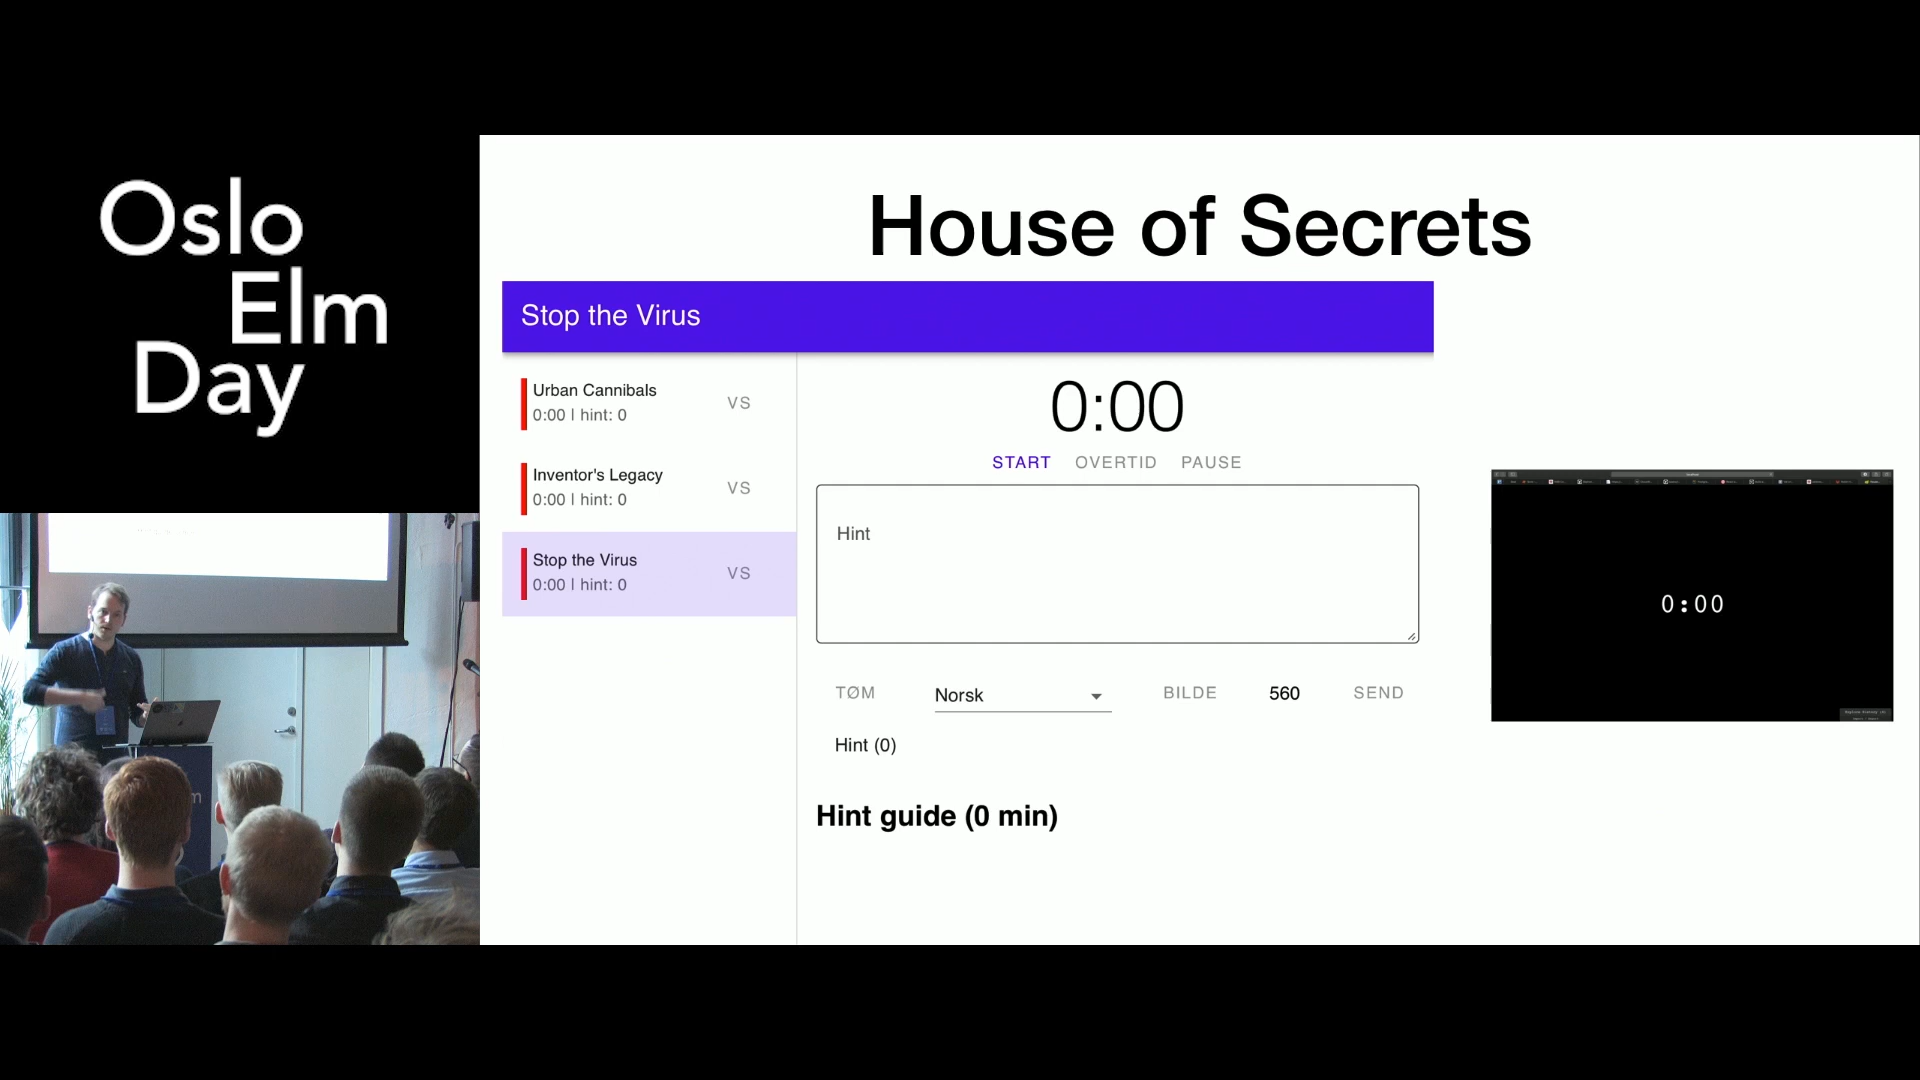 Oslo
Elm
Day
House of Secrets
Stop the Virus
Urban Cannibals
0:00 | hint: 0
VS
Inventor's Legacy
0:00 | hint: 0
VS
Stop the Virus
0:00 | hint: 0
VS
0:00
START OVERTID PAUSE
Hint
TØM Norsk BILDE 560 SEND
Hint (0)
Hint guide (0 min)
0:00